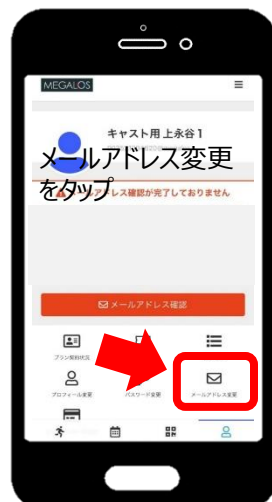 MEGALOS
キャスト用 上永谷1
メールアドレス変更
をタップ
レス確認が完了しておりません
メールアドレス確認
プラン契約状況
プロフィール変更
パスワード変更
メールアドレス変更